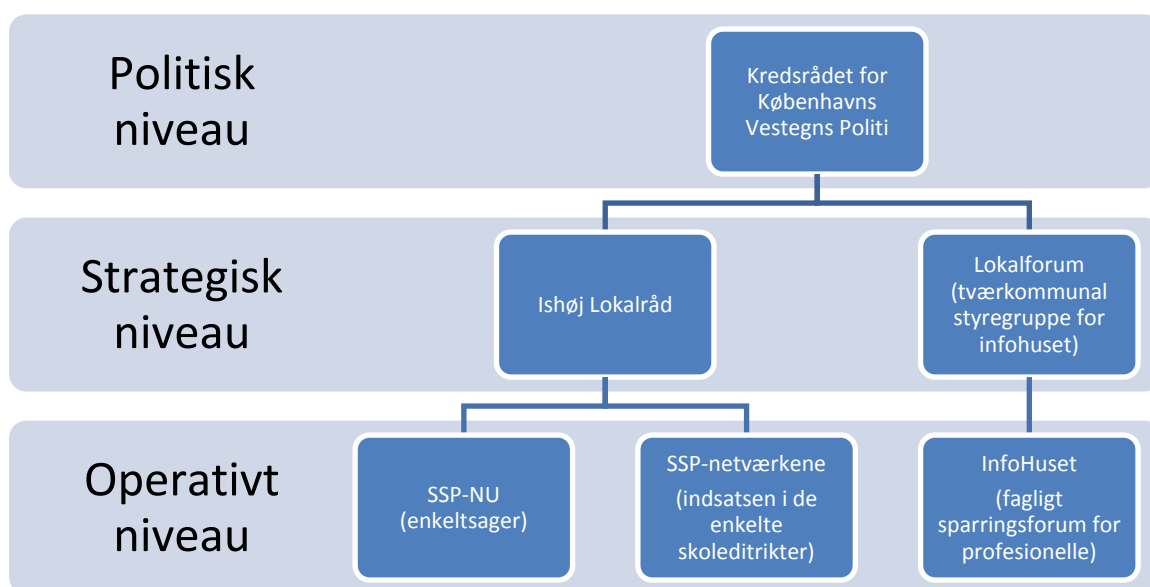 Politisk
niveau
Kredsrådet for
Københavns
Vestegns Politi
Strategisk
niveau
Ishøj Lokalråd
Lokalforum
(tværkommunal
styregruppe for
infohuset)
Operativt
niveau
SSP-NU
(enkeltsager)
SSP-netværkene
(indsatsen i de
enkelte
skoleditrikter)
InfoHuset
(fagligt
sparringsforum for
profesionelle)